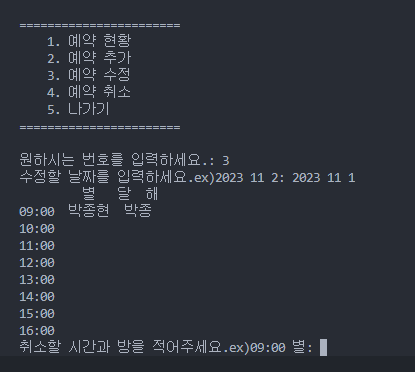 =======================
1. 예약 현황
2. 예약 추가
3. 예약 수정
4. 예약 취소
5. 나가기
=======================
원하시는 번호를 입력하세요.: 3
수정할 날짜를 입력하세요.ex)2023 11 2: 2023 11 1
별 달 해
09:00 박종현 박종
10:00
11:00
12:00
13:00
14:00
15:00
16:00
취소할 시간과 방을 적어주세요.ex)09:00 별: